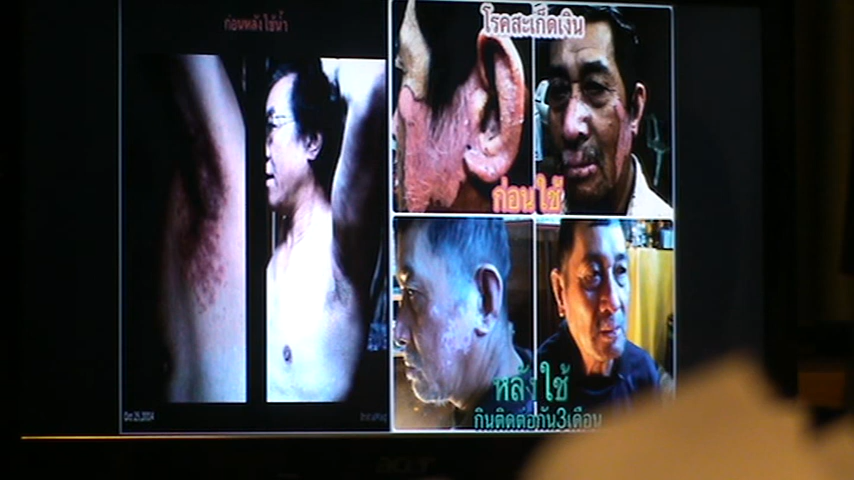 ก่อนหลังใช้น้ำ
โรคสะเก็ดเงิน
ก่อนใช้
หลังใช้
กินติดต่อกัน3เดือน
acer